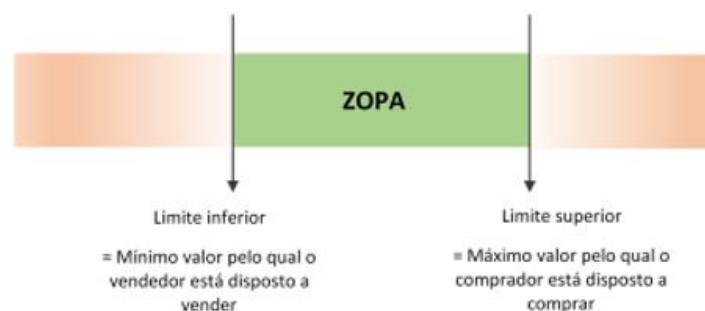 ZOPA
Limite inferior
= Mínimo valor pelo qual o
vendedor está disposto a
vender
Limite superior
= Máximo valor pelo qual o
comprador está disposto a
comprar